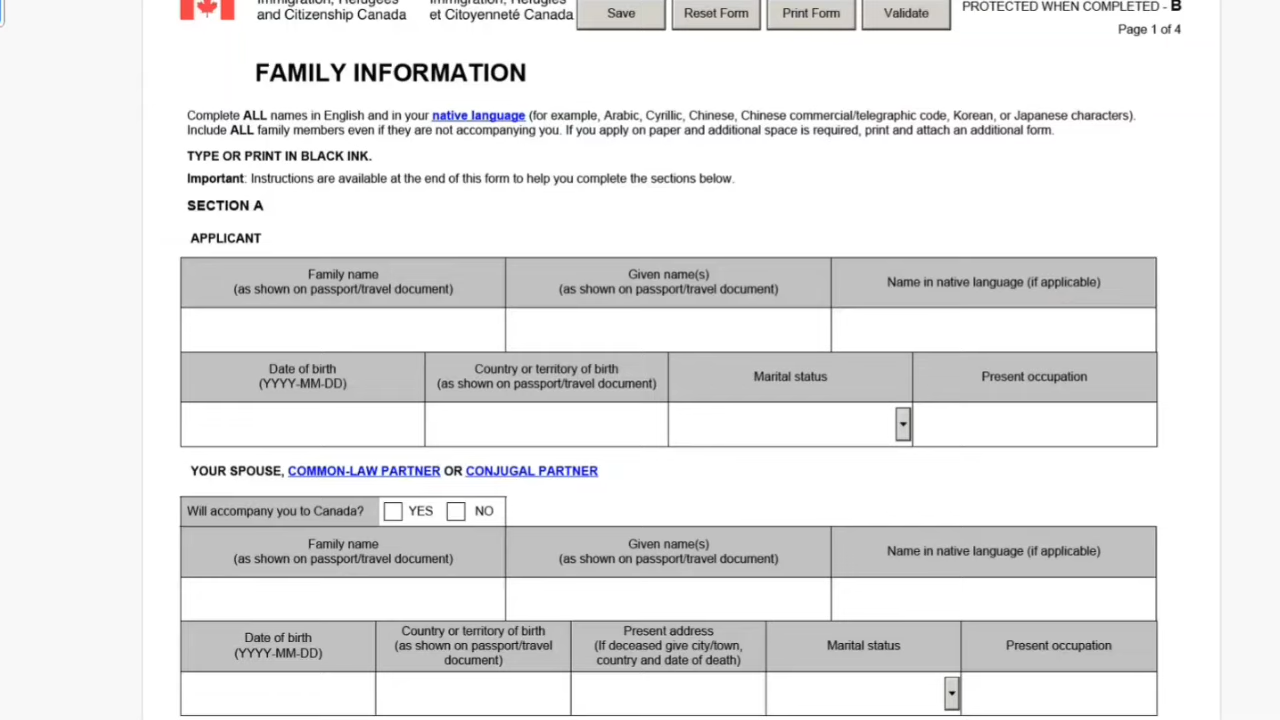 Immigration, Refugees
and Citizenship Canada
Immigration, Réfugiés
et Citoyenneté Canada
Save
Reset Form
Print Form
Validate
PROTECTED WHEN COMPLETED - B
Page 1 of 4
FAMILY INFORMATION
Complete ALL names in English and in your native language (for example, Arabic, Cyrillic, Chinese, Chinese commercial/telegraphic code, Korean, or Japanese characters).
Include ALL family members even if they are not accompanying you. If you apply on paper and additional space is required, print and attach an additional form.
TYPE OR PRINT IN BLACK INK.
Important: Instructions are available at the end of this form to help you complete the sections below.
SECTION A
APPLICANT
Family name
(as shown on passport/travel document)
Given name(s)
(as shown on passport/travel document)
Name in native language (if applicable)
Date of birth
(YYYY-MM-DD)
Country or territory of birth
(as shown on passport/travel document)
Marital status
Present occupation
YOUR SPOUSE, COMMON-LAW PARTNER OR CONJUGAL PARTNER
Will accompany you to Canada? YES NO
Family name
(as shown on passport/travel document)
Given name(s)
(as shown on passport/travel document)
Name in native language (if applicable)
Date of birth
(YYYY-MM-DD)
Country or territory of birth
(as shown on passport/travel
document)
Present address
(If deceased give city/town,
country and date of death)
Marital status
Present occupation